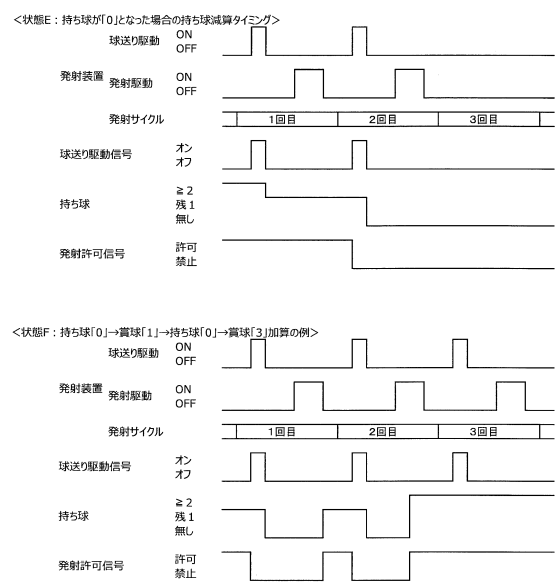 ＜状態E：持ち球が「0」となった場合の持ち球減算タイミング＞
球送り駆動 ON
OFF
発射装置 発射駆動 ON
OFF
発射サイクル 1回目 2回目 3回目
球送り駆動信号 オン
オフ
持ち球 ≧2
残1
無し
発射許可信号 許可
禁止
＜状態F：持ち球「0」→賞球「1」→持ち球「0」→賞球「3」加算の例＞
球送り駆動 ON
OFF
発射装置 発射駆動 ON
OFF
発射サイクル 1回目 2回目 3回目
球送り駆動信号 オン
オフ
持ち球 ≧2
残1
無し
発射許可信号 許可
禁止